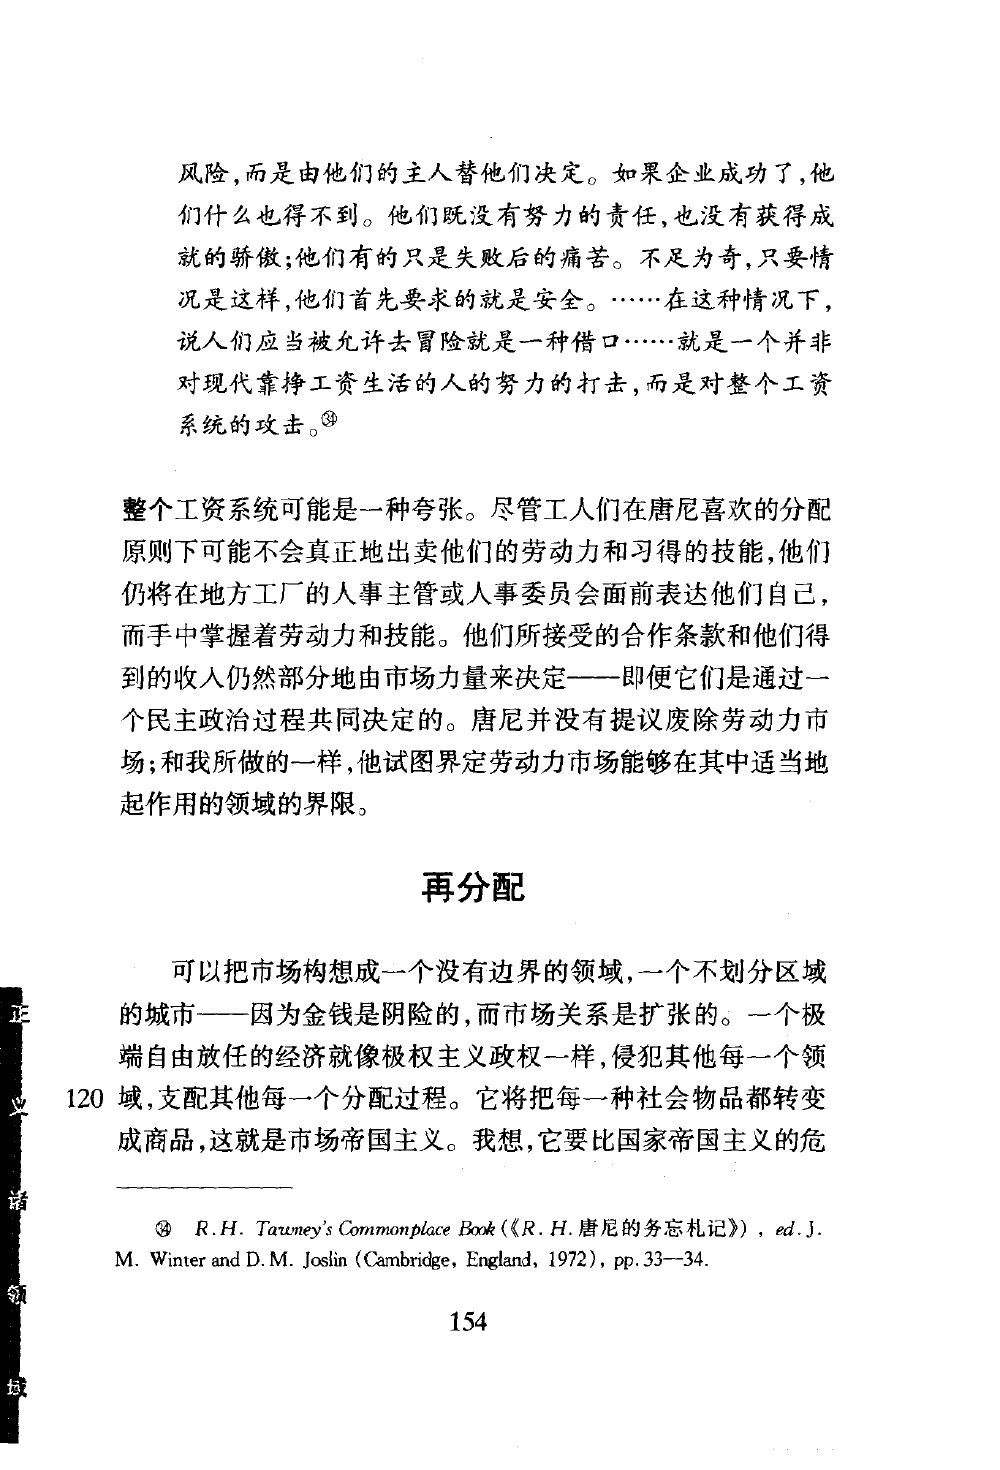 风险,而是由他们的主人替他们决定。如果企业成功了,他
们什么也得不到。他们既没有努力的责任,也没有获得成
就的骄傲;他们有的只是失败后的痛苦。不足为奇,只要情
况是这样,他们首先要求的就是安全。……在这种情况下,
说人们应当被允许去冒险就是一种借口……就是一个并非
对现代靠挣工资生活的人的努力的打击,而是对整个工资
系统的攻击。㉞
整个工资系统可能是一种夸张。尽管工人们在唐尼喜欢的分配
原则下可能不会真正地出卖他们的劳动力和习得的技能,他们
仍将在地方工厂的人事主管或人事委员会面前表达他们自己,
而手中掌握着劳动力和技能。他们所接受的合作条款和他们得
到的收入仍然部分地由市场力量来决定——即便它们是通过一
个民主政治过程共同决定的。唐尼并没有提议废除劳动力市
场;和我所做的一样,他试图界定劳动力市场能够在其中适当地
起作用的领域的界限。
再分配
可以把市场构想成一个没有边界的领域,一个不划分区域
的城市——因为金钱是阴险的,而市场关系是扩张的。一个极
端自由放任的经济就像极权主义政权一样,侵犯其他每一个领
120 域,支配其他每一个分配过程。它将把每一种社会物品都转变
成商品,这就是市场帝国主义。我想,它要比国家帝国主义的危
㉞ R.H. Tawney's Commonplace Book(《R.H.唐尼的务忘札记》), ed.J.
M. Winter and D.M. Joslin (Cambridge, England, 1972), pp.33—34.
154
正
义
诸
领
域